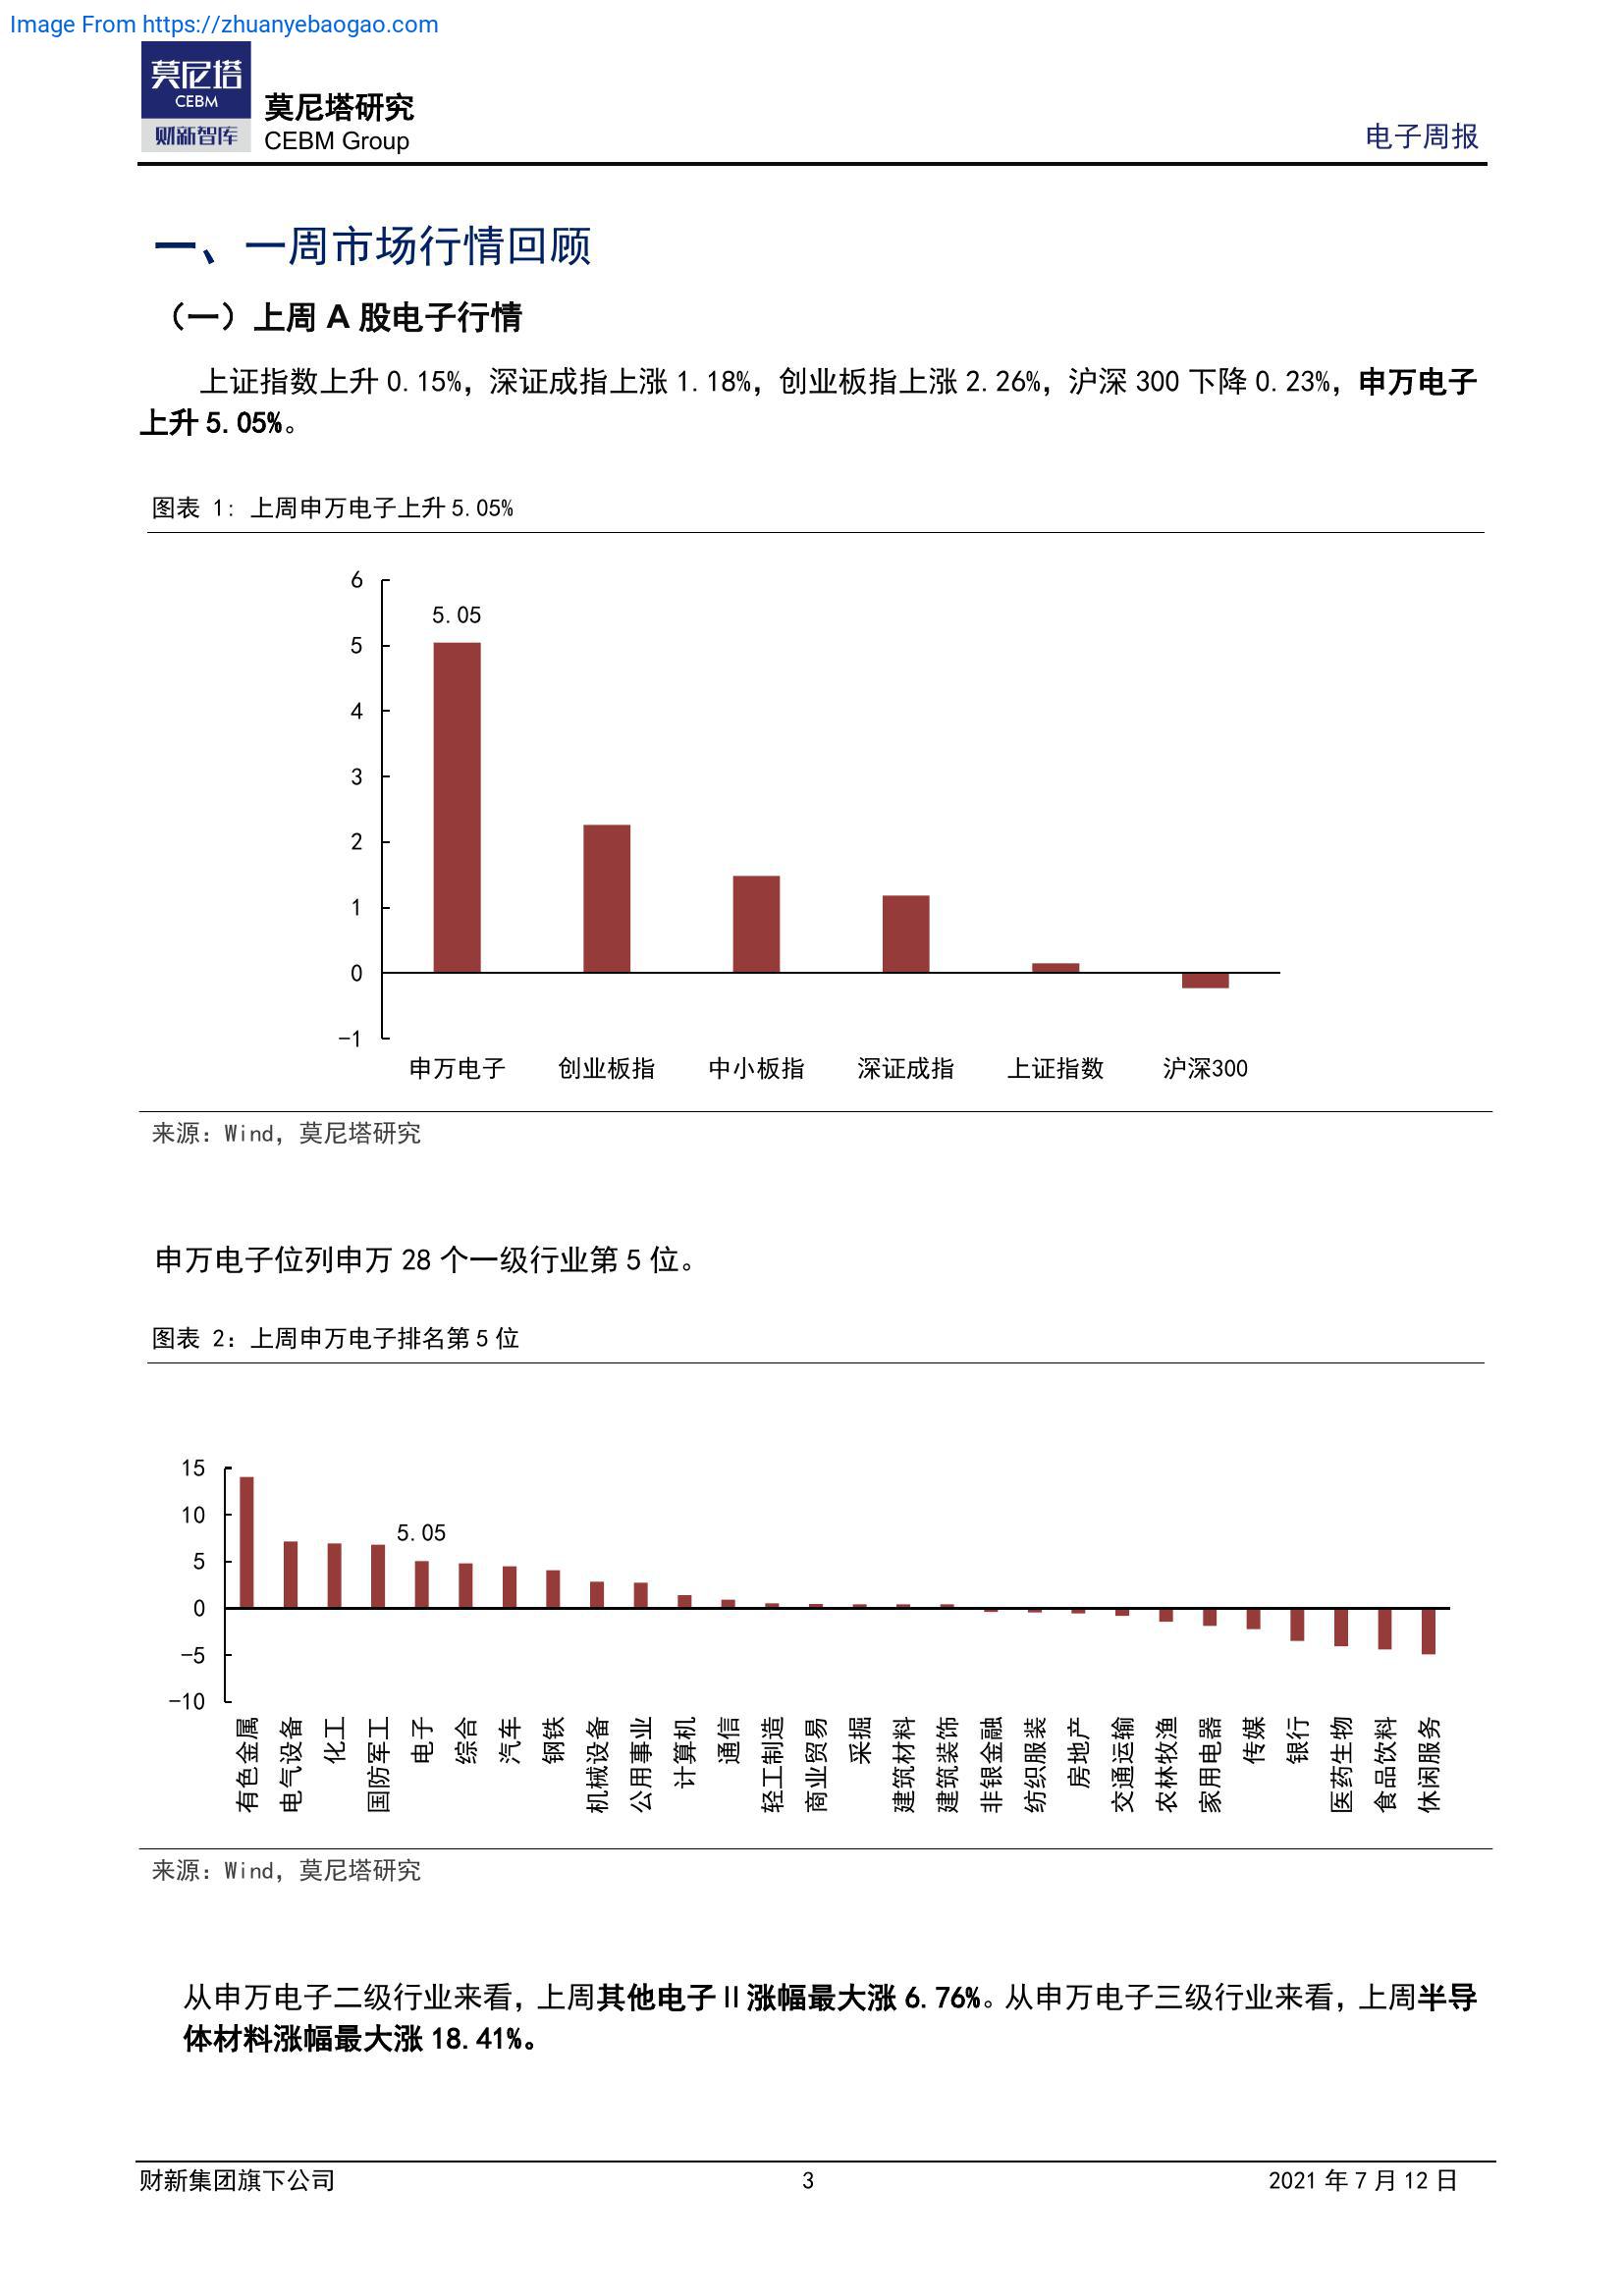 Image From https://zhuanyebaogao.com
莫尼塔
CEBM
财新智库
莫尼塔研究
CEBM Group
电子周报
一、一周市场行情回顾
（一）上周 A 股电子行情
上证指数上升 0.15%，深证成指上涨 1.18%，创业板指上涨 2.26%，沪深 300 下降 0.23%，申万电子
上升 5.05%。
图表 1: 上周申万电子上升 5.05%
6
5.05
5
4
3
2
1
0
-1
申万电子 创业板指 中小板指 深证成指 上证指数 沪深300
来源：Wind，莫尼塔研究
申万电子位列申万 28 个一级行业第 5 位。
图表 2：上周申万电子排名第 5 位
15
10
5.05
5
0
-5
-10
有色金属
电气设备
化工
国防军工
电子
综合
汽车
钢铁
机械设备
公用事业
计算机
通信
轻工制造
商业贸易
采掘
建筑材料
建筑装饰
非银金融
纺织服装
房地产
交通运输
农林牧渔
家用电器
传媒
银行
医药生物
食品饮料
休闲服务
来源：Wind，莫尼塔研究
从申万电子二级行业来看，上周其他电子Ⅱ涨幅最大涨 6.76%。从申万电子三级行业来看，上周半导
体材料涨幅最大涨 18.41%。
财新集团旗下公司 3 2021 年 7 月 12 日